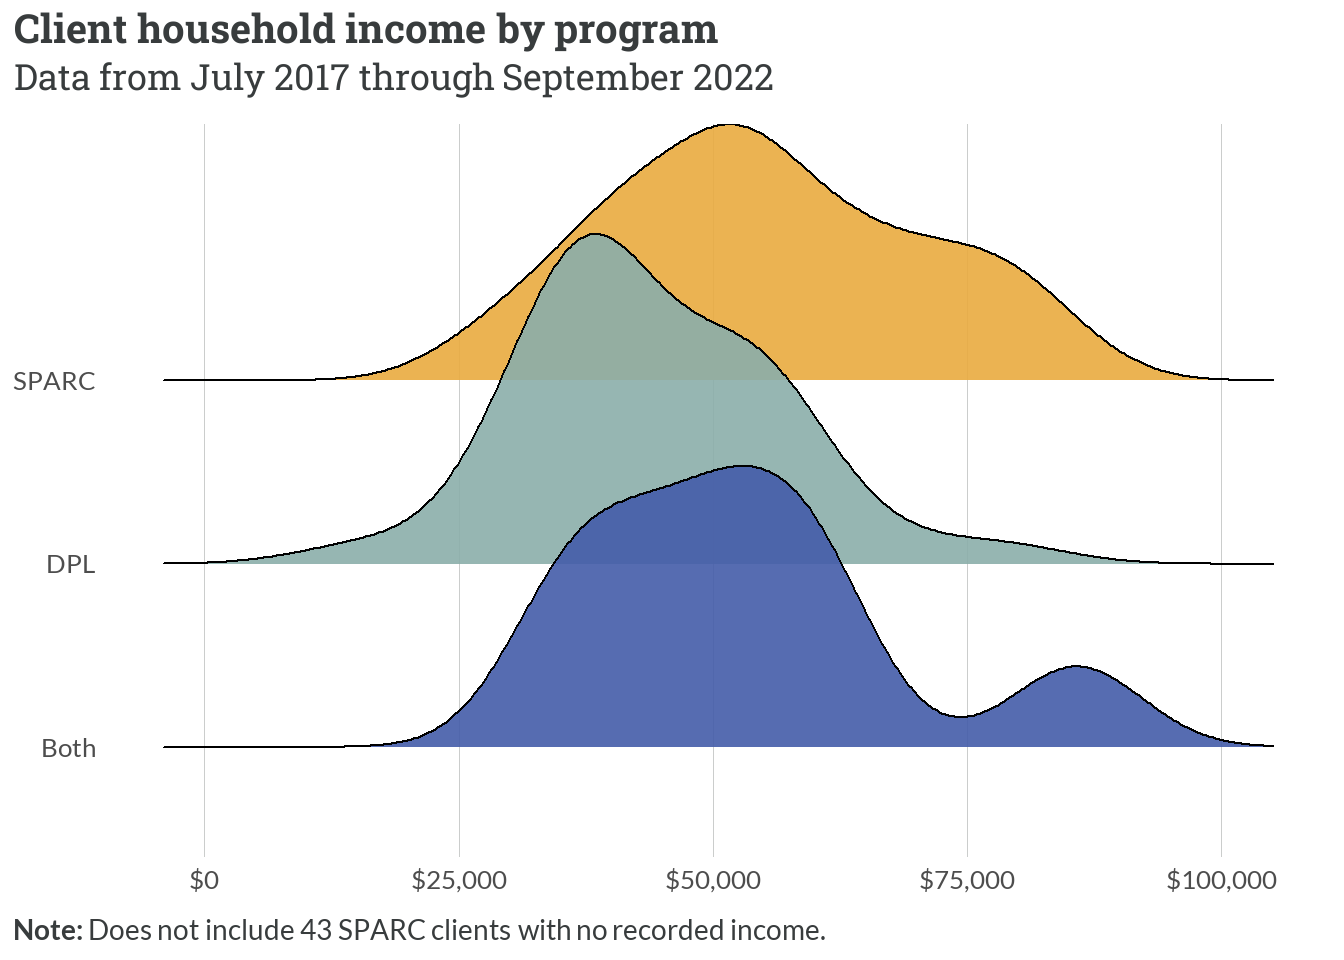 Client household income by program
Data from July 2017 through September 2022
SPARC
DPL
Both
$0 $25,000 $50,000 $75,000 $100,000
Note: Does not include 43 SPARC clients with no recorded income.